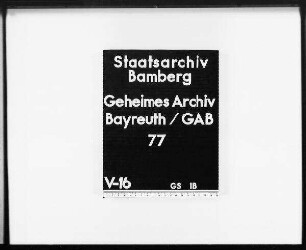 Staatsarchiv
Bamberg
Geheimes Archiv
Bayreuth / GAB
77
V-16 GS IB